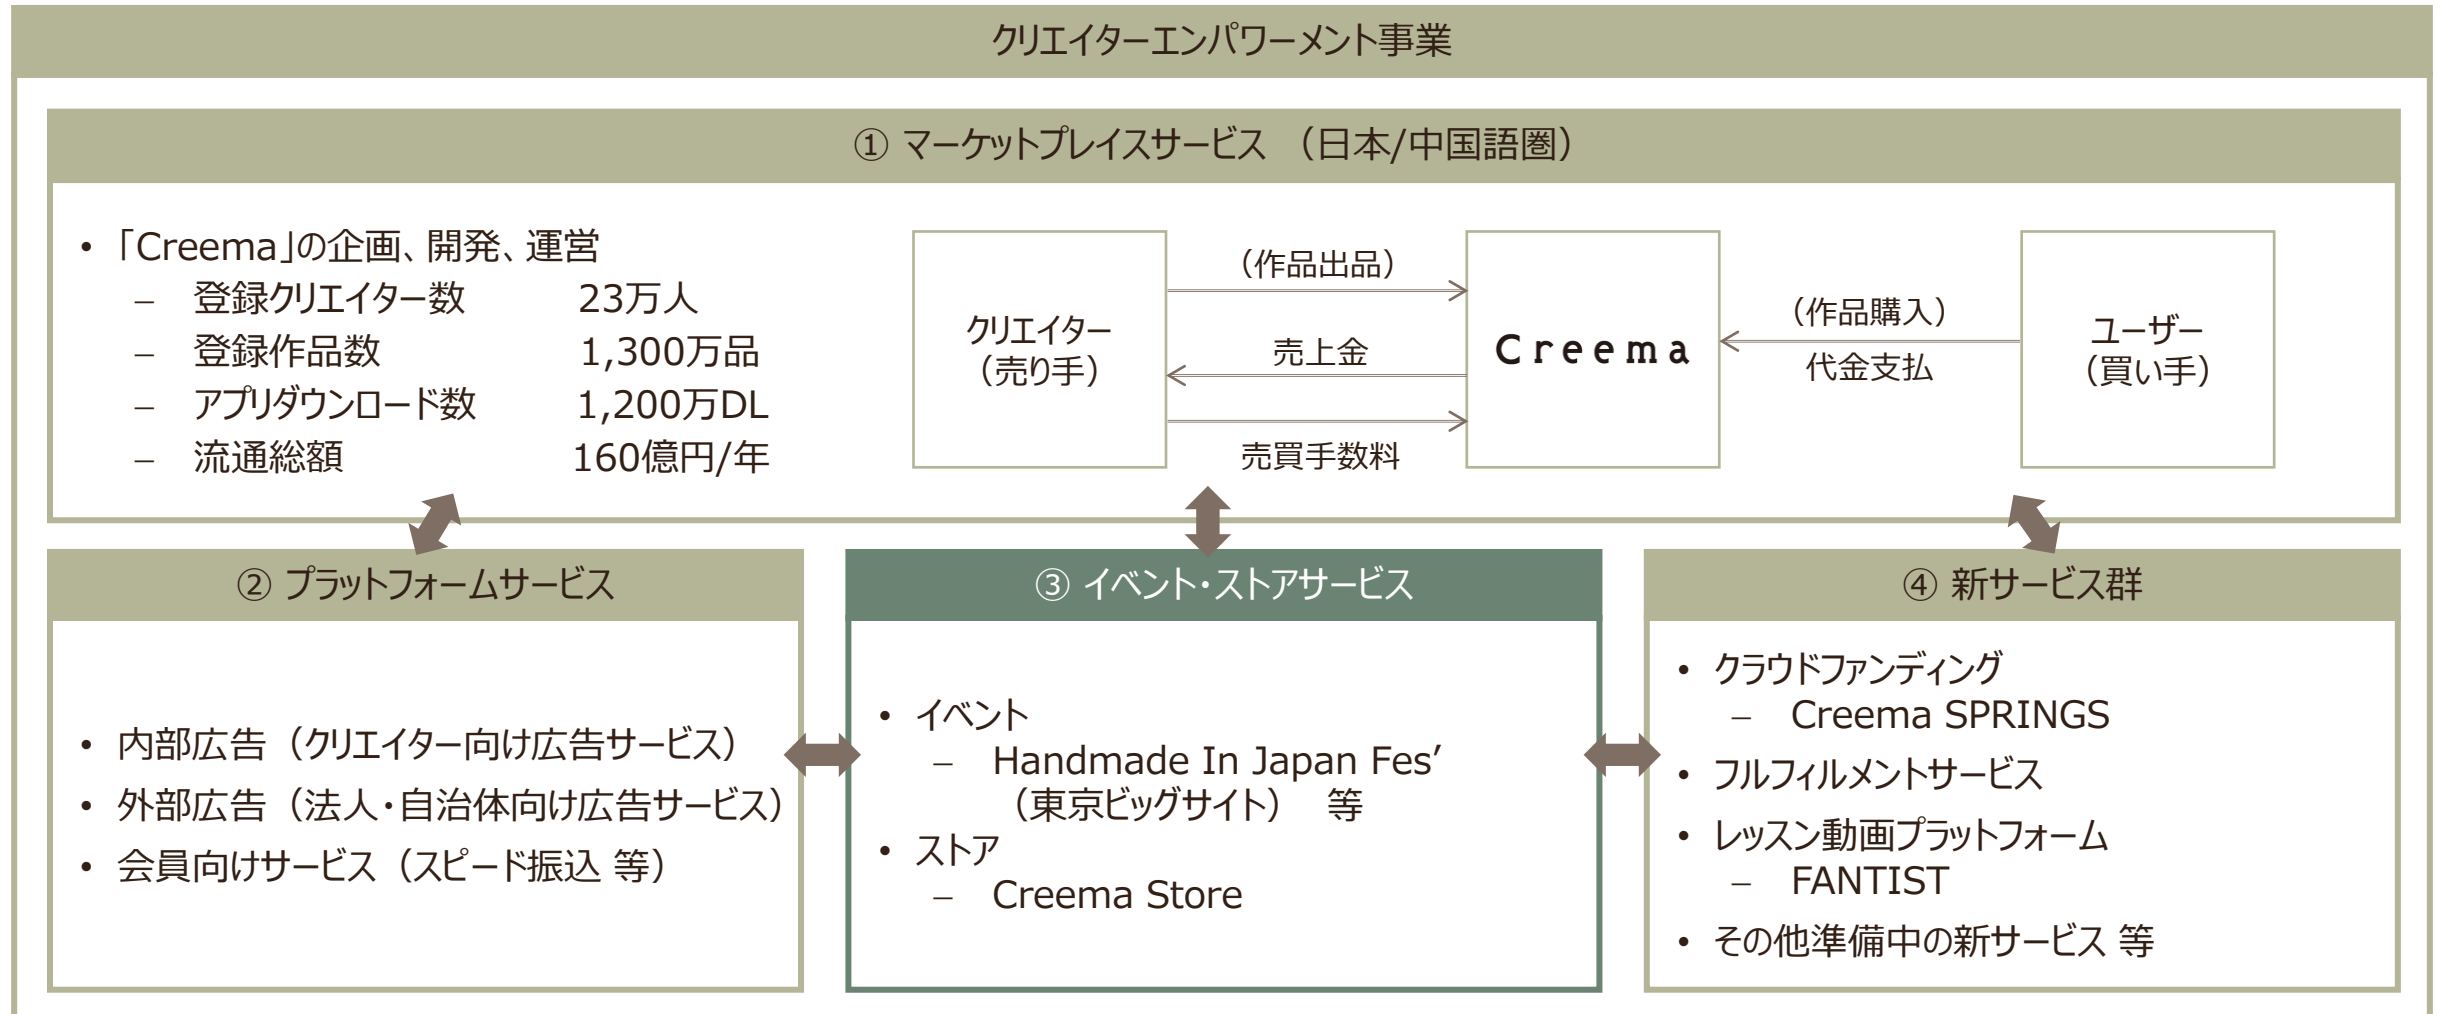 クリエイターエンパワーメント事業
① マーケットプレイスサービス （日本/中国語圏）
• 「Creema」の企画、開発、運営
– 登録クリエイター数 23万人
– 登録作品数 1,300万品
– アプリダウンロード数 1,200万DL
– 流通総額 160億円/年
クリエイター
（売り手）
（作品出品）
売上金
売買手数料
Creema
（作品購入）
代金支払
ユーザー
（買い手）
② プラットフォームサービス
• 内部広告（クリエイター向け広告サービス）
• 外部広告（法人・自治体向け広告サービス）
• 会員向けサービス（スピード振込 等）
③ イベント・ストアサービス
• イベント
– Handmade In Japan Fes’
（東京ビッグサイト） 等
• ストア
– Creema Store
④ 新サービス群
• クラウドファンディング
– Creema SPRINGS
• フルフィルメントサービス
• レッスン動画プラットフォーム
– FANTIST
• その他準備中の新サービス 等